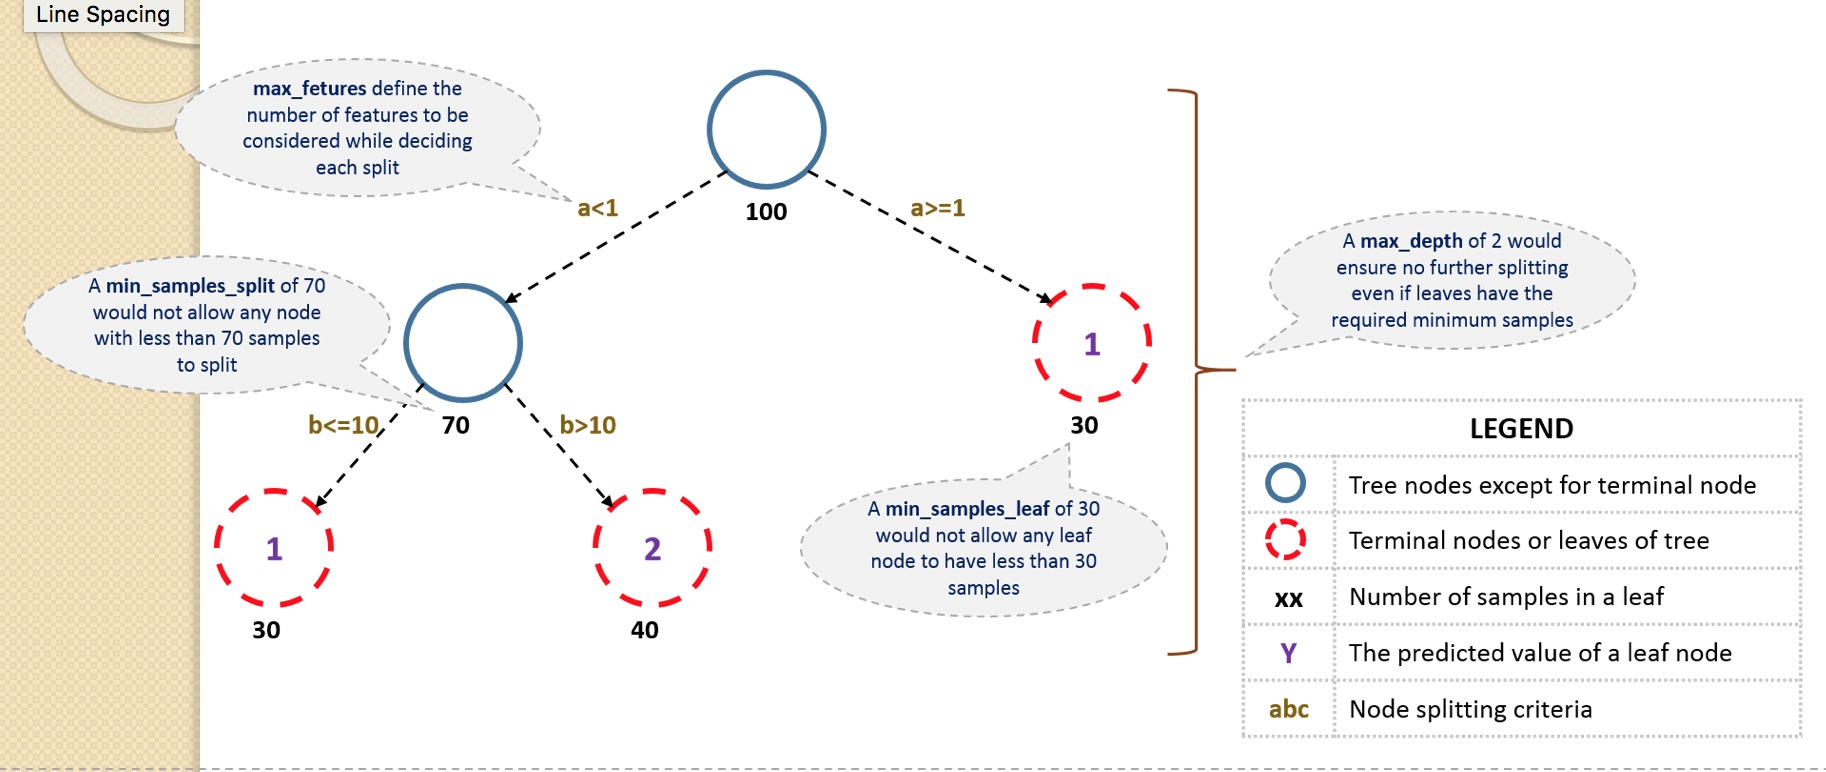 Line Spacing
max_fetures define the
number of features to be
considered while deciding
each split
a<1
a>=1
100
A min_samples_split of 70
would not allow any node
with less than 70 samples
to split
A max_depth of 2 would
ensure no further splitting
even if leaves have the
required minimum samples
1
b<=10
70
b>10
30
1
2
30
40
A min_samples_leaf of 30
would not allow any leaf
node to have less than 30
samples
LEGEND
Tree nodes except for terminal node
Terminal nodes or leaves of tree
xx Number of samples in a leaf
Y The predicted value of a leaf node
abc Node splitting criteria